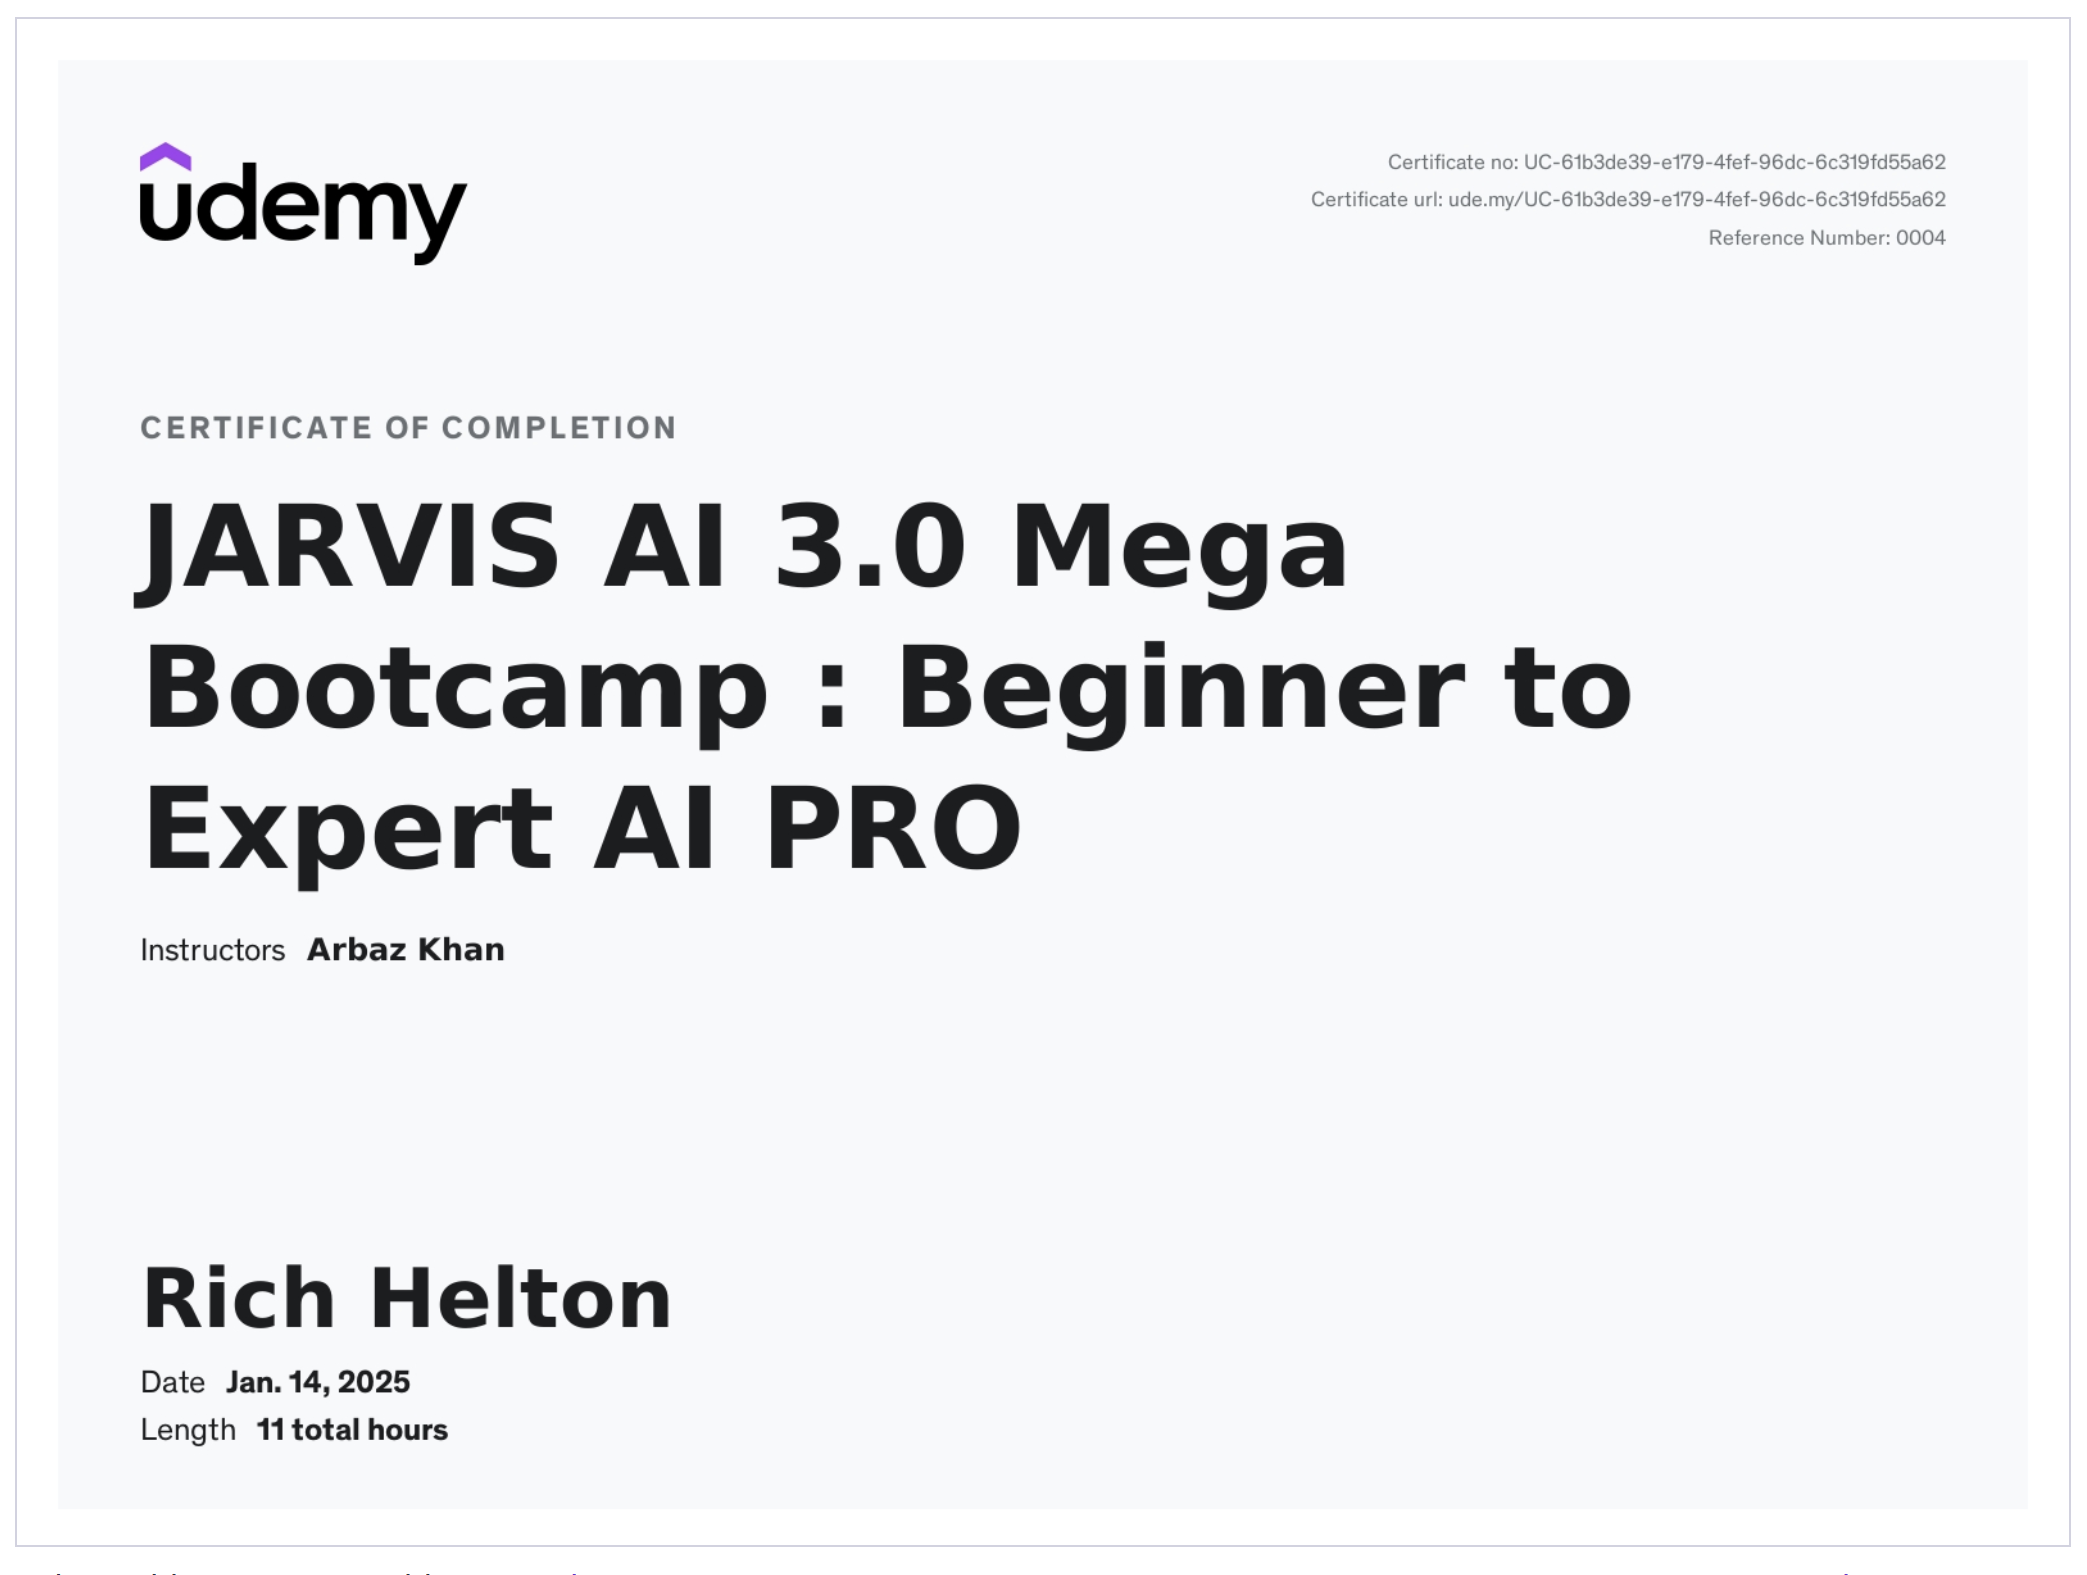 udemy
Certificate no: UC-61b3de39-e179-4fef-96dc-6c319fd55a62
Certificate url: ude.my/UC-61b3de39-e179-4fef-96dc-6c319fd55a62
Reference Number: 0004
CERTIFICATE OF COMPLETION
JARVIS AI 3.0 Mega
Bootcamp : Beginner to
Expert AI PRO
Instructors Arbaz Khan
Rich Helton
Date Jan. 14, 2025
Length 11 total hours